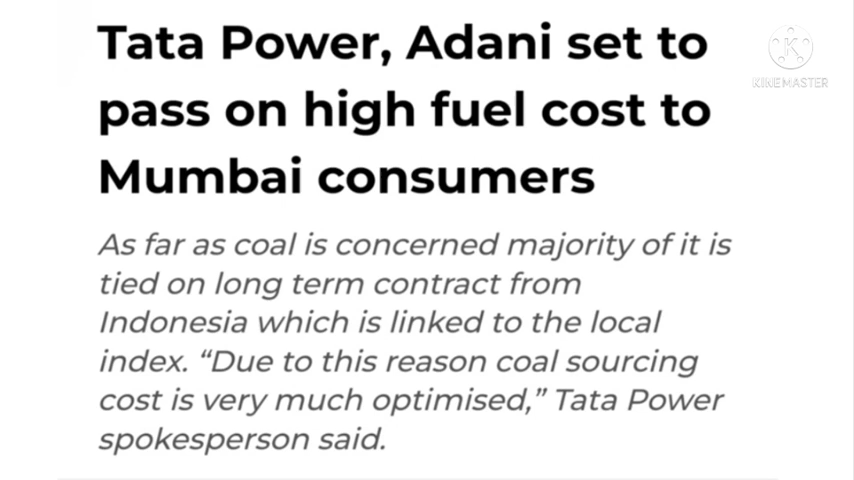 Tata Power, Adani set to
pass on high fuel cost to
Mumbai consumers
As far as coal is concerned majority of it is
tied on long term contract from
Indonesia which is linked to the local
index. “Due to this reason coal sourcing
cost is very much optimised,” Tata Power
spokesperson said.
K
KINEMASTER